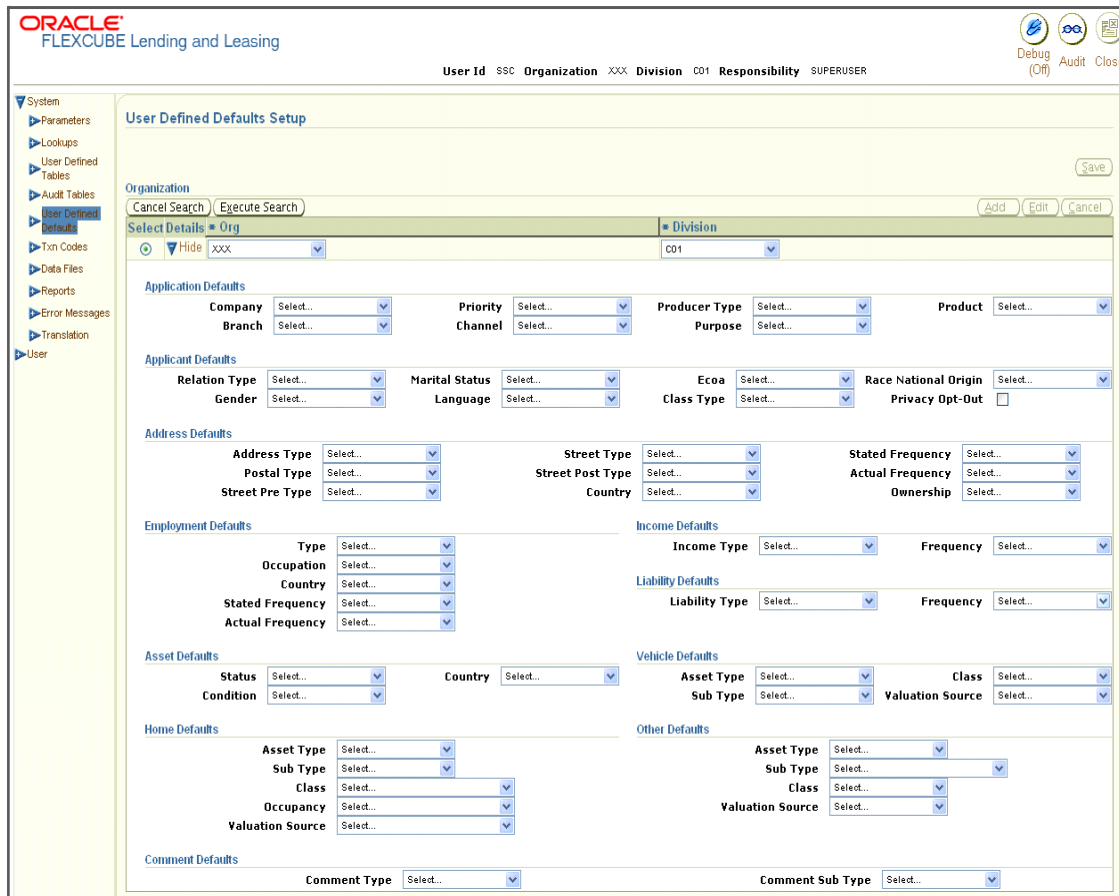 ORACLE®
FLEXCUBE Lending and Leasing
Debug (Off)
Audit
Clos
User Id SSC Organization XXX Division C01 Responsibility SUPERUSER
System
Parameters
Lookups
User Defined Tables
Audit Tables
User Defined Defaults
Txn Codes
Data Files
Reports
Error Messages
Translation
User
User Defined Defaults Setup
Save
Organization
Cancel Search Execute Search Add Edit Cancel
Select Details * Org * Division
Hide XXX C01
Application Defaults
Company Select... Priority Select... Producer Type Select... Product Select...
Branch Select... Channel Select... Purpose Select...
Applicant Defaults
Relation Type Select... Marital Status Select... Ecoa Select... Race National Origin Select...
Gender Select... Language Select... Class Type Select... Privacy Opt-Out
Address Defaults
Address Type Select... Street Type Select... Stated Frequency Select...
Postal Type Select... Street Post Type Select... Actual Frequency Select...
Street Pre Type Select... Country Select... Ownership Select...
Employment Defaults
Type Select...
Occupation Select...
Country Select...
Stated Frequency Select...
Actual Frequency Select...
Income Defaults
Income Type Select... Frequency Select...
Liability Defaults
Liability Type Select... Frequency Select...
Asset Defaults
Status Select... Country Select...
Condition Select...
Vehicle Defaults
Asset Type Select... Class Select...
Sub Type Select... Valuation Source Select...
Home Defaults
Asset Type Select...
Sub Type Select...
Class Select...
Occupancy Select...
Valuation Source Select...
Other Defaults
Asset Type Select...
Sub Type Select...
Class Select...
Valuation Source Select...
Comment Defaults
Comment Type Select... Comment Sub Type Select...